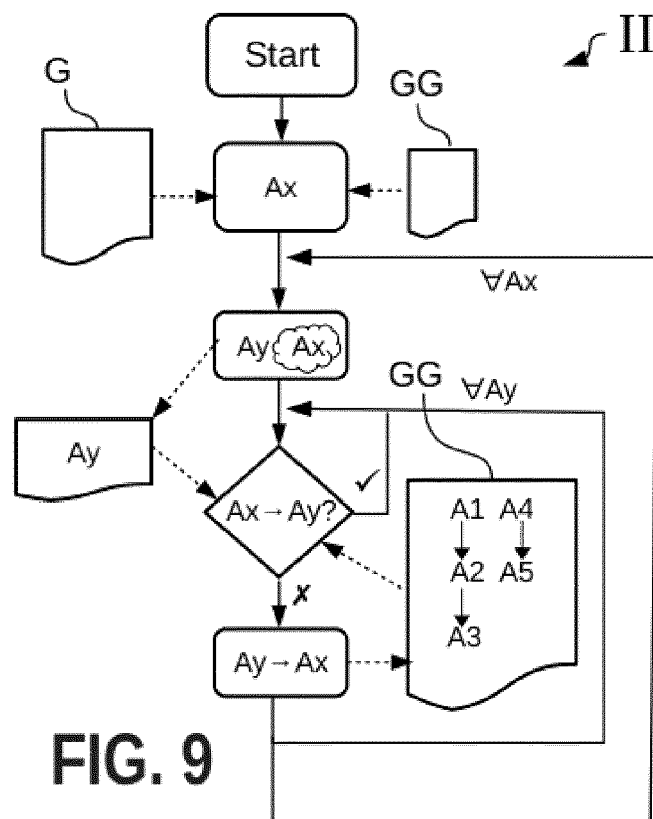 Start
II
G
GG
Ax
∀Ax
Ay Ax
GG
∀Ay
Ay
Ax→Ay?
✓
A1 A4
A2 A5
A3
✗
Ay→Ax
FIG. 9